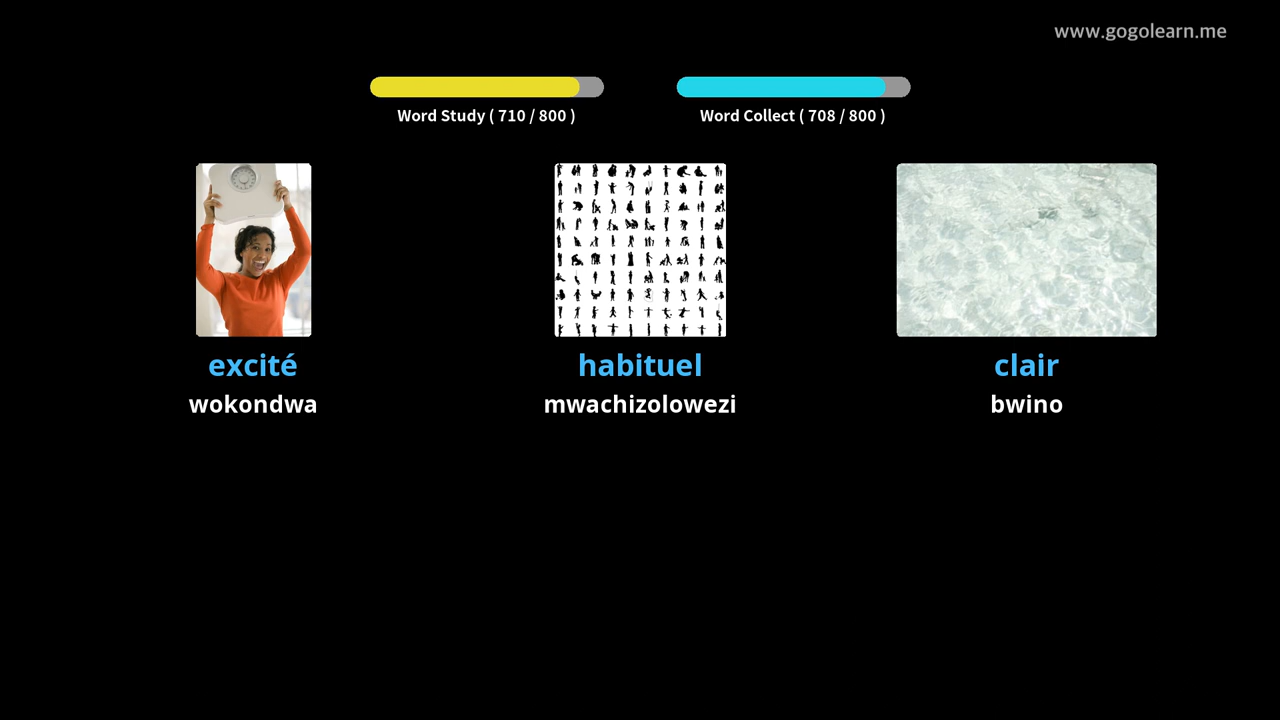 www.gogolearn.me
Word Study ( 710 / 800 )
Word Collect ( 708 / 800 )
excité
wokondwa
habituel
mwachizolowezi
clair
bwino